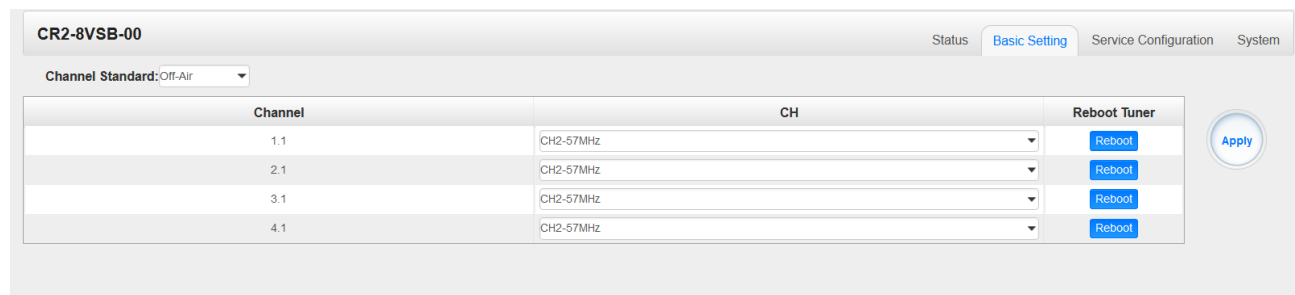 CR2-8VSB-00
Status Basic Setting Service Configuration System
Channel Standard: Off-Air
Channel CH Reboot Tuner
1.1 CH2-57MHz Reboot
Apply
2.1 CH2-57MHz Reboot
3.1 CH2-57MHz Reboot
4.1 CH2-57MHz Reboot